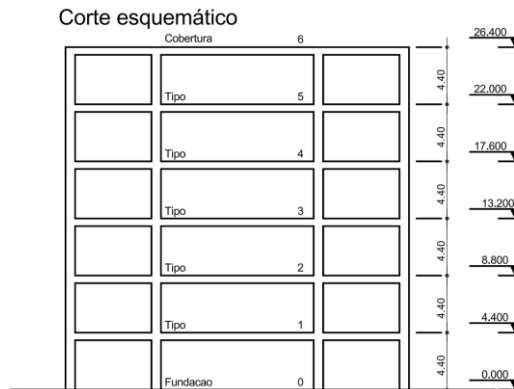 Corte esquemático
Cobertura 6 26.400
4.40
Tipo 5 22.000
4.40
Tipo 4 17.600
4.40
Tipo 3 13.200
4.40
Tipo 2 8.800
4.40
Tipo 1 4.400
4.40
Fundacao 0 0.000